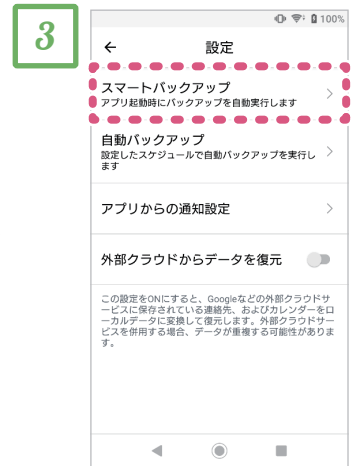 3
100%
設定
スマートバックアップ
アプリ起動時にバックアップを自動実行します
自動バックアップ
設定したスケジュールで自動バックアップを実行し
ます
アプリからの通知設定
外部クラウドからデータを復元
この設定をONにすると、Googleなどの外部クラウドサ
ービスに保存されている連絡先、およびカレンダーをロ
ーカルデータに変換して復元します。外部クラウドサー
ビスを併用する場合、データが重複する可能性がありま
す。